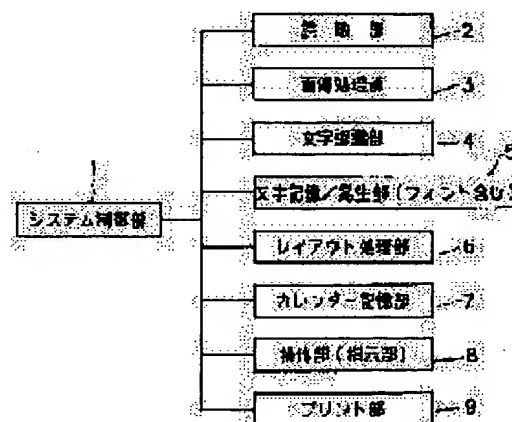 読 取 部 2
画像処理部 3
文字認識部 4
5
文字記憶／発生部(フォント含む)
1
システム制御部
レイアウト処理部 6
カレンダー記憶部 7
操作部 8
プリント部 9